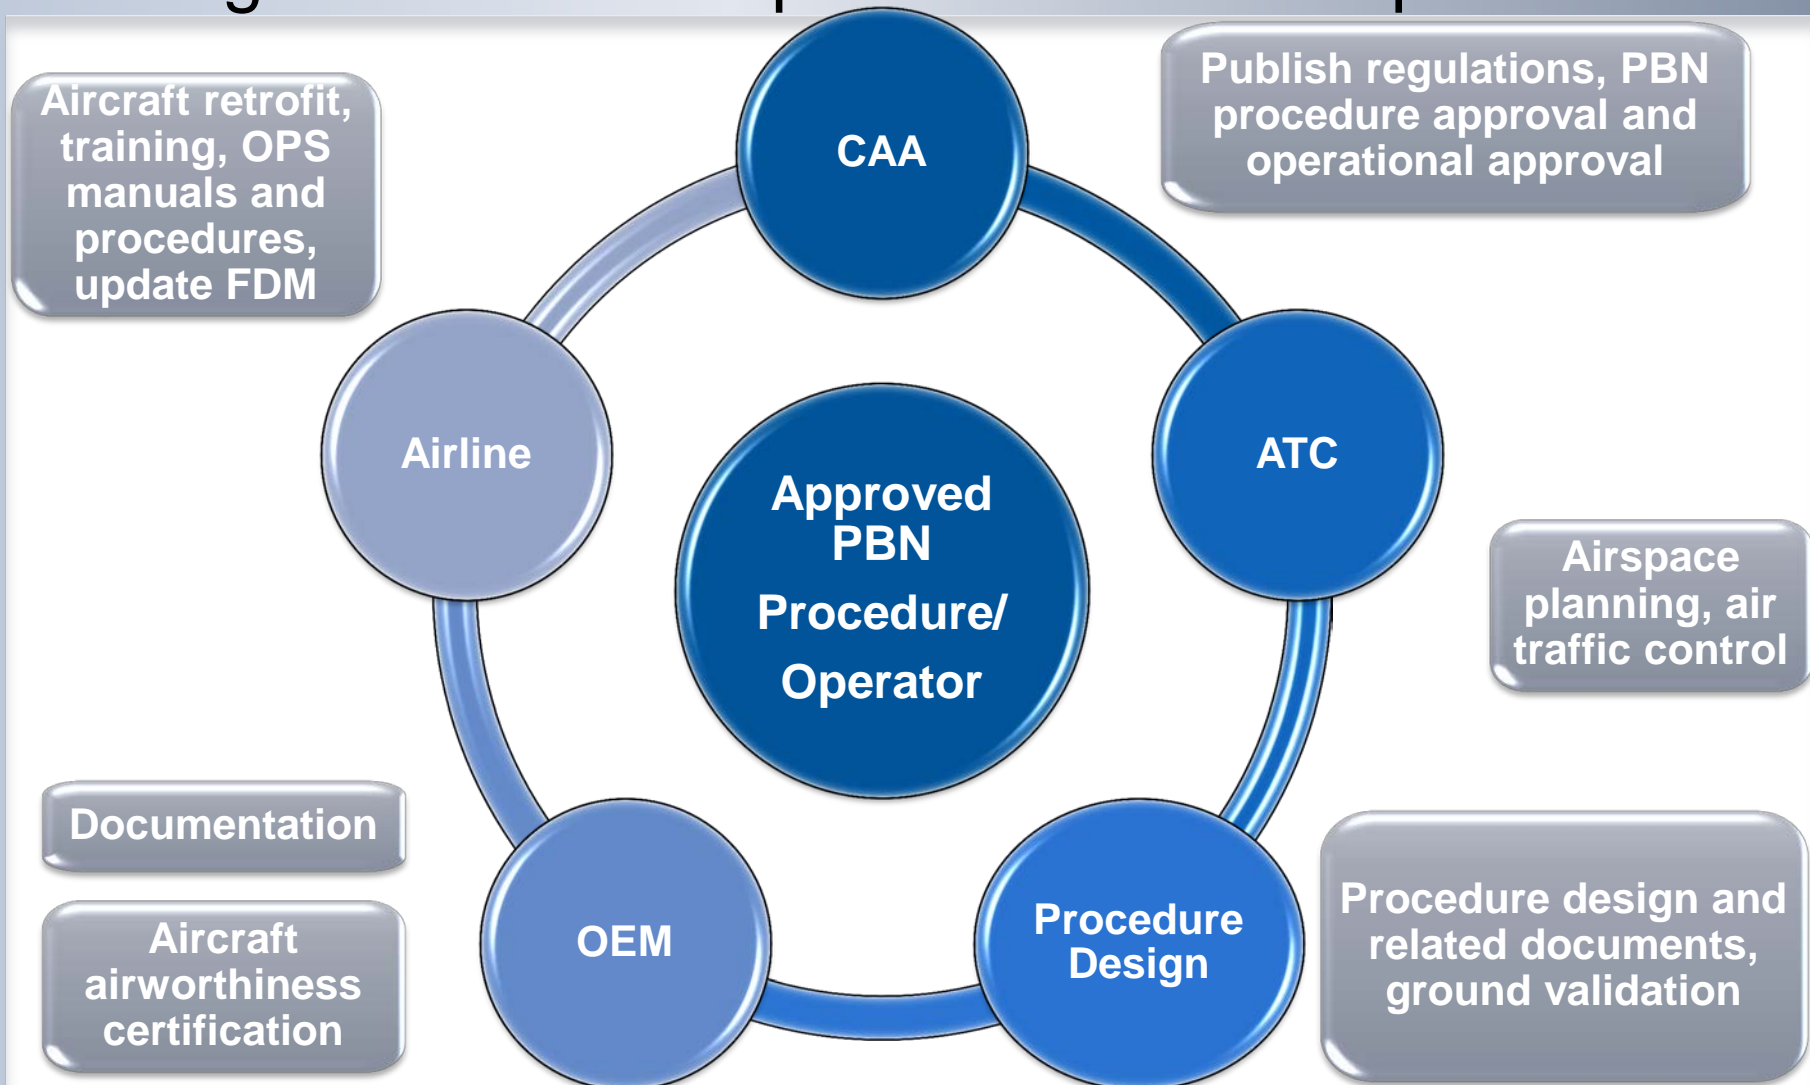 CAA
Publish regulations, PBN
procedure approval and
operational approval
Aircraft retrofit,
training, OPS
manuals and
procedures,
update FDM
Airline
ATC
Approved
PBN
Procedure/
Operator
Airspace
planning, air
traffic control
Documentation
Aircraft
airworthiness
certification
OEM
Procedure
Design
Procedure design and
related documents,
ground validation